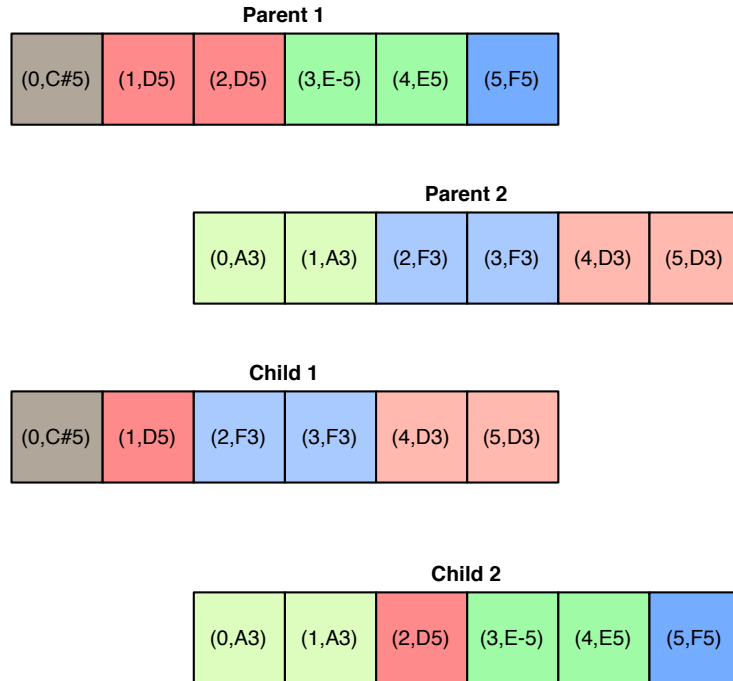 Parent 1
(0,C#5) (1,D5) (2,D5) (3,E-5) (4,E5) (5,F5)
Parent 2
(0,A3) (1,A3) (2,F3) (3,F3) (4,D3) (5,D3)
Child 1
(0,C#5) (1,D5) (2,F3) (3,F3) (4,D3) (5,D3)
Child 2
(0,A3) (1,A3) (2,D5) (3,E-5) (4,E5) (5,F5)